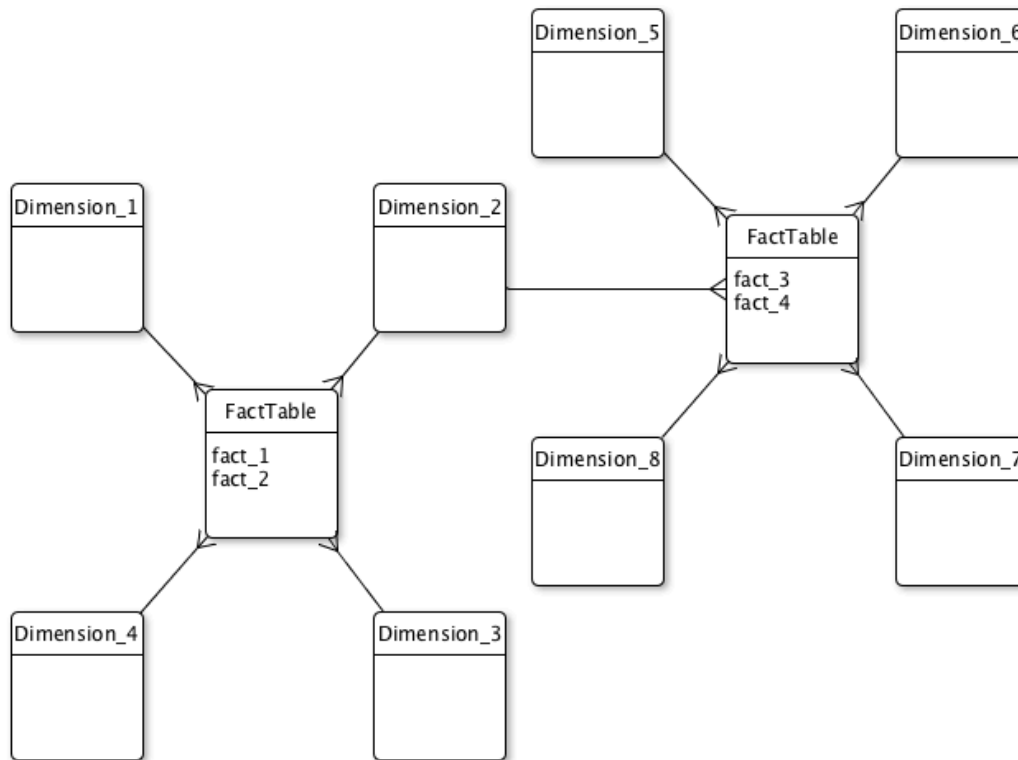 Dimension_5
Dimension_6
Dimension_1
Dimension_2
FactTable
fact_3
fact_4
FactTable
fact_1
fact_2
Dimension_8
Dimension_7
Dimension_4
Dimension_3